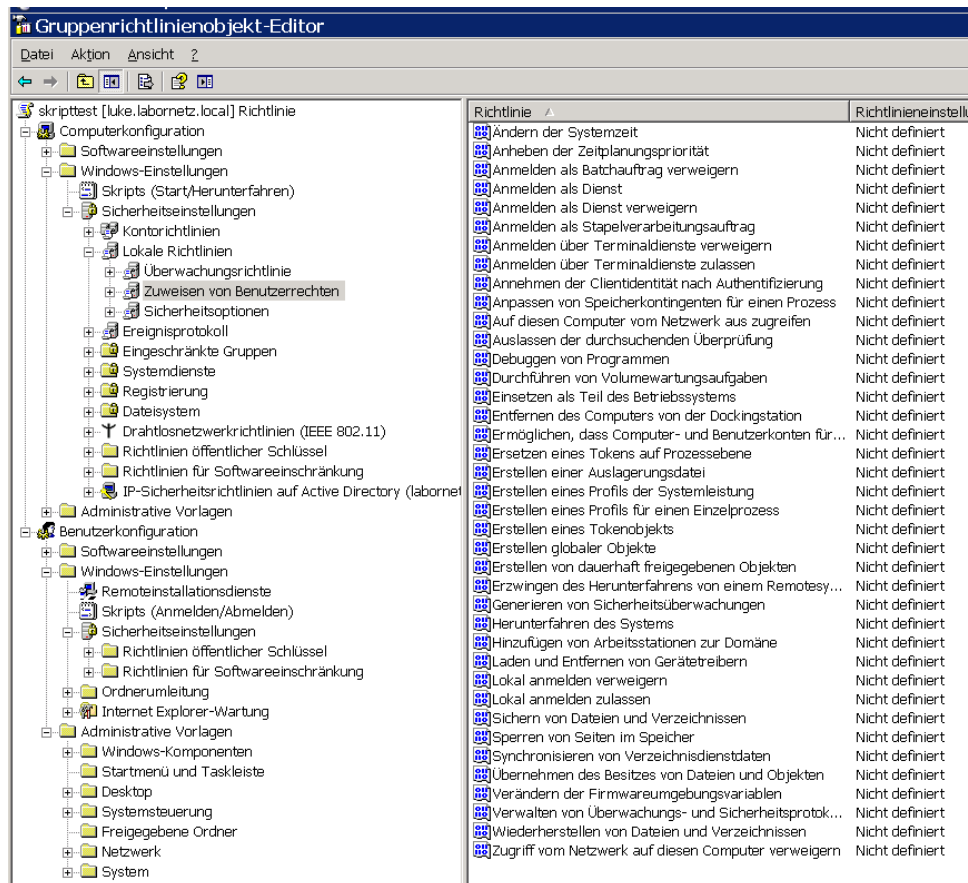 Gruppenrichtlinienobjekt-Editor
Datei Aktion Ansicht ?
skripttest [luke.labornetz.local] Richtlinie
Computerkonfiguration
Softwareeinstellungen
Windows-Einstellungen
Skripts (Start/Herunterfahren)
Sicherheitseinstellungen
Kontorichtlinien
Lokale Richtlinien
Überwachungsrichtlinie
Zuweisen von Benutzerrechten
Sicherheitsoptionen
Ereignisprotokoll
Eingeschränkte Gruppen
Systemdienste
Registrierung
Dateisystem
Drahtlosnetzwerkrichtlinien (IEEE 802.11)
Richtlinien öffentlicher Schlüssel
Richtlinien für Softwareeinschränkung
IP-Sicherheitsrichtlinien auf Active Directory (labornet
Administrative Vorlagen
Benutzerkonfiguration
Softwareeinstellungen
Windows-Einstellungen
Remoteinstallationsdienste
Skripts (Anmelden/Abmelden)
Sicherheitseinstellungen
Richtlinien öffentlicher Schlüssel
Richtlinien für Softwareeinschränkung
Ordnerumleitung
Internet Explorer-Wartung
Administrative Vorlagen
Windows-Komponenten
Startmenü und Taskleiste
Desktop
Systemsteuerung
Freigegebene Ordner
Netzwerk
System
Richtlinie Richtlinieneinstellu
Ändern der Systemzeit Nicht definiert
Anheben der Zeitplanungspriorität Nicht definiert
Anmelden als Batchauftrag verweigern Nicht definiert
Anmelden als Dienst Nicht definiert
Anmelden als Dienst verweigern Nicht definiert
Anmelden als Stapelverarbeitungsauftrag Nicht definiert
Anmelden über Terminaldienste verweigern Nicht definiert
Anmelden über Terminaldienste zulassen Nicht definiert
Annehmen der Clientidentität nach Authentifizierung Nicht definiert
Anpassen von Speicherkontingenten für einen Prozess Nicht definiert
Auf diesen Computer vom Netzwerk aus zugreifen Nicht definiert
Auslassen der durchsuchenden Überprüfung Nicht definiert
Debuggen von Programmen Nicht definiert
Durchführen von Volumewartungsaufgaben Nicht definiert
Einsetzen als Teil des Betriebssystems Nicht definiert
Entfernen des Computers von der Dockingstation Nicht definiert
Ermöglichen, dass Computer- und Benutzerkonten für... Nicht definiert
Ersetzen eines Tokens auf Prozessebene Nicht definiert
Erstellen einer Auslagerungsdatei Nicht definiert
Erstellen eines Profils der Systemleistung Nicht definiert
Erstellen eines Profils für einen Einzelprozess Nicht definiert
Erstellen eines Tokenobjekts Nicht definiert
Erstellen globaler Objekte Nicht definiert
Erstellen von dauerhaft freigegebenen Objekten Nicht definiert
Erzwingen des Herunterfahrens von einem Remotesy... Nicht definiert
Generieren von Sicherheitsüberwachungen Nicht definiert
Herunterfahren des Systems Nicht definiert
Hinzufügen von Arbeitsstationen zur Domäne Nicht definiert
Laden und Entfernen von Gerätetreibern Nicht definiert
Lokal anmelden verweigern Nicht definiert
Lokal anmelden zulassen Nicht definiert
Sichern von Dateien und Verzeichnissen Nicht definiert
Sperren von Seiten im Speicher Nicht definiert
Synchronisieren von Verzeichnisdienstdaten Nicht definiert
Übernehmen des Besitzes von Dateien und Objekten Nicht definiert
Verändern der Firmwareumgebungsvariablen Nicht definiert
Verwalten von Überwachungs- und Sicherheitsprotok... Nicht definiert
Wiederherstellen von Dateien und Verzeichnissen Nicht definiert
Zugriff vom Netzwerk auf diesen Computer verweigern Nicht definiert